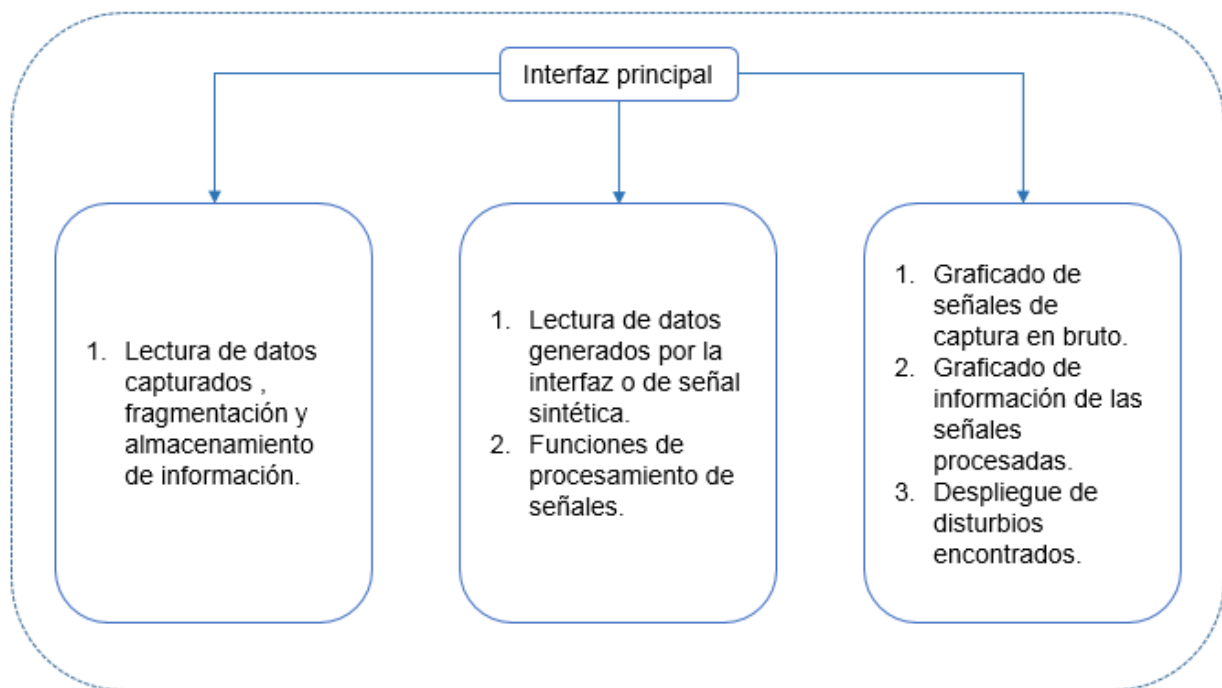 Interfaz principal
1. Lectura de datos
capturados ,
fragmentación y
almacenamiento
de información.
1. Lectura de datos
generados por la
interfaz o de señal
sintética.
2. Funciones de
procesamiento de
señales.
1. Graficado de
señales de
captura en bruto.
2. Graficado de
información de las
señales
procesadas.
3. Despliegue de
disturbios
encontrados.